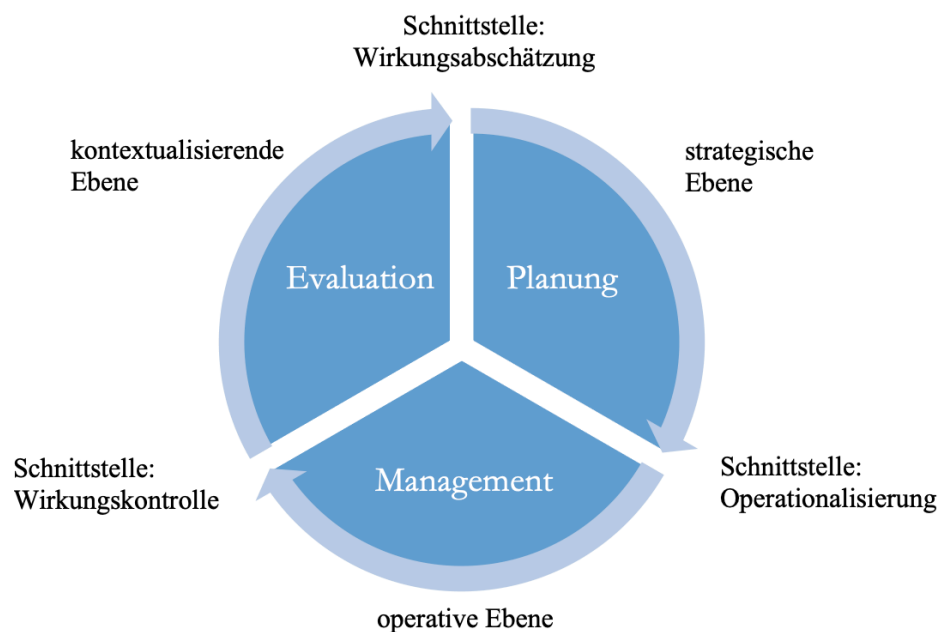 Schnittstelle:
Wirkungsabschätzung
kontextualisierende
Ebene
strategische
Ebene
Evaluation
Planung
Management
Schnittstelle:
Wirkungskontrolle
Schnittstelle:
Operationalisierung
operative Ebene